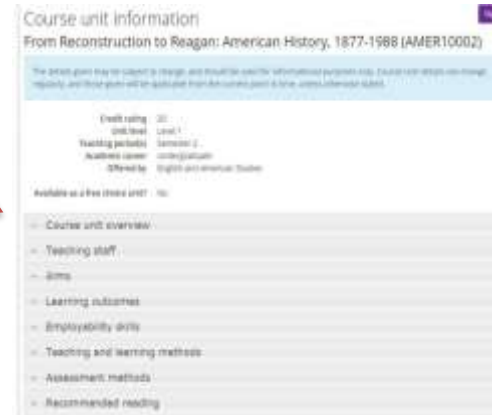 Course unit information
From Reconstruction to Reagan: American History, 1877-1988 (AMER10002)
The details given may be subject to change, and should be used for informational purposes only. Course unit details can change
regularly, and those given will be applicable from the current point in time, unless otherwise stated.
Credit rating 20
Unit level Level 1
Teaching period(s) Semester 2
Academic career Undergraduate
Offered by English and American Studies
Available as a free choice unit? No
Course unit overview
Teaching staff
Aims
Learning outcomes
Employability skills
Teaching and learning methods
Assessment methods
Recommended reading